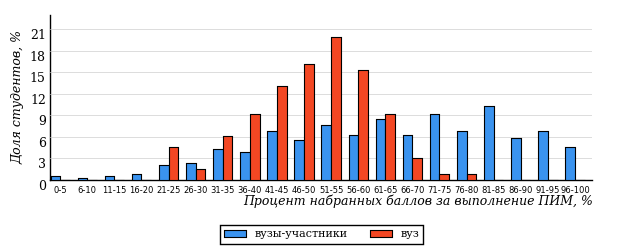 Доля студентов, %
21
18
15
12
9
6
3
0
0-5 6-10 11-15 16-20 21-25 26-30 31-35 36-40 41-45 46-50 51-55 56-60 61-65 66-70 71-75 76-80 81-85 86-90 91-95 96-100
Процент набранных баллов за выполнение ПИМ, %
вузы-участники вуз